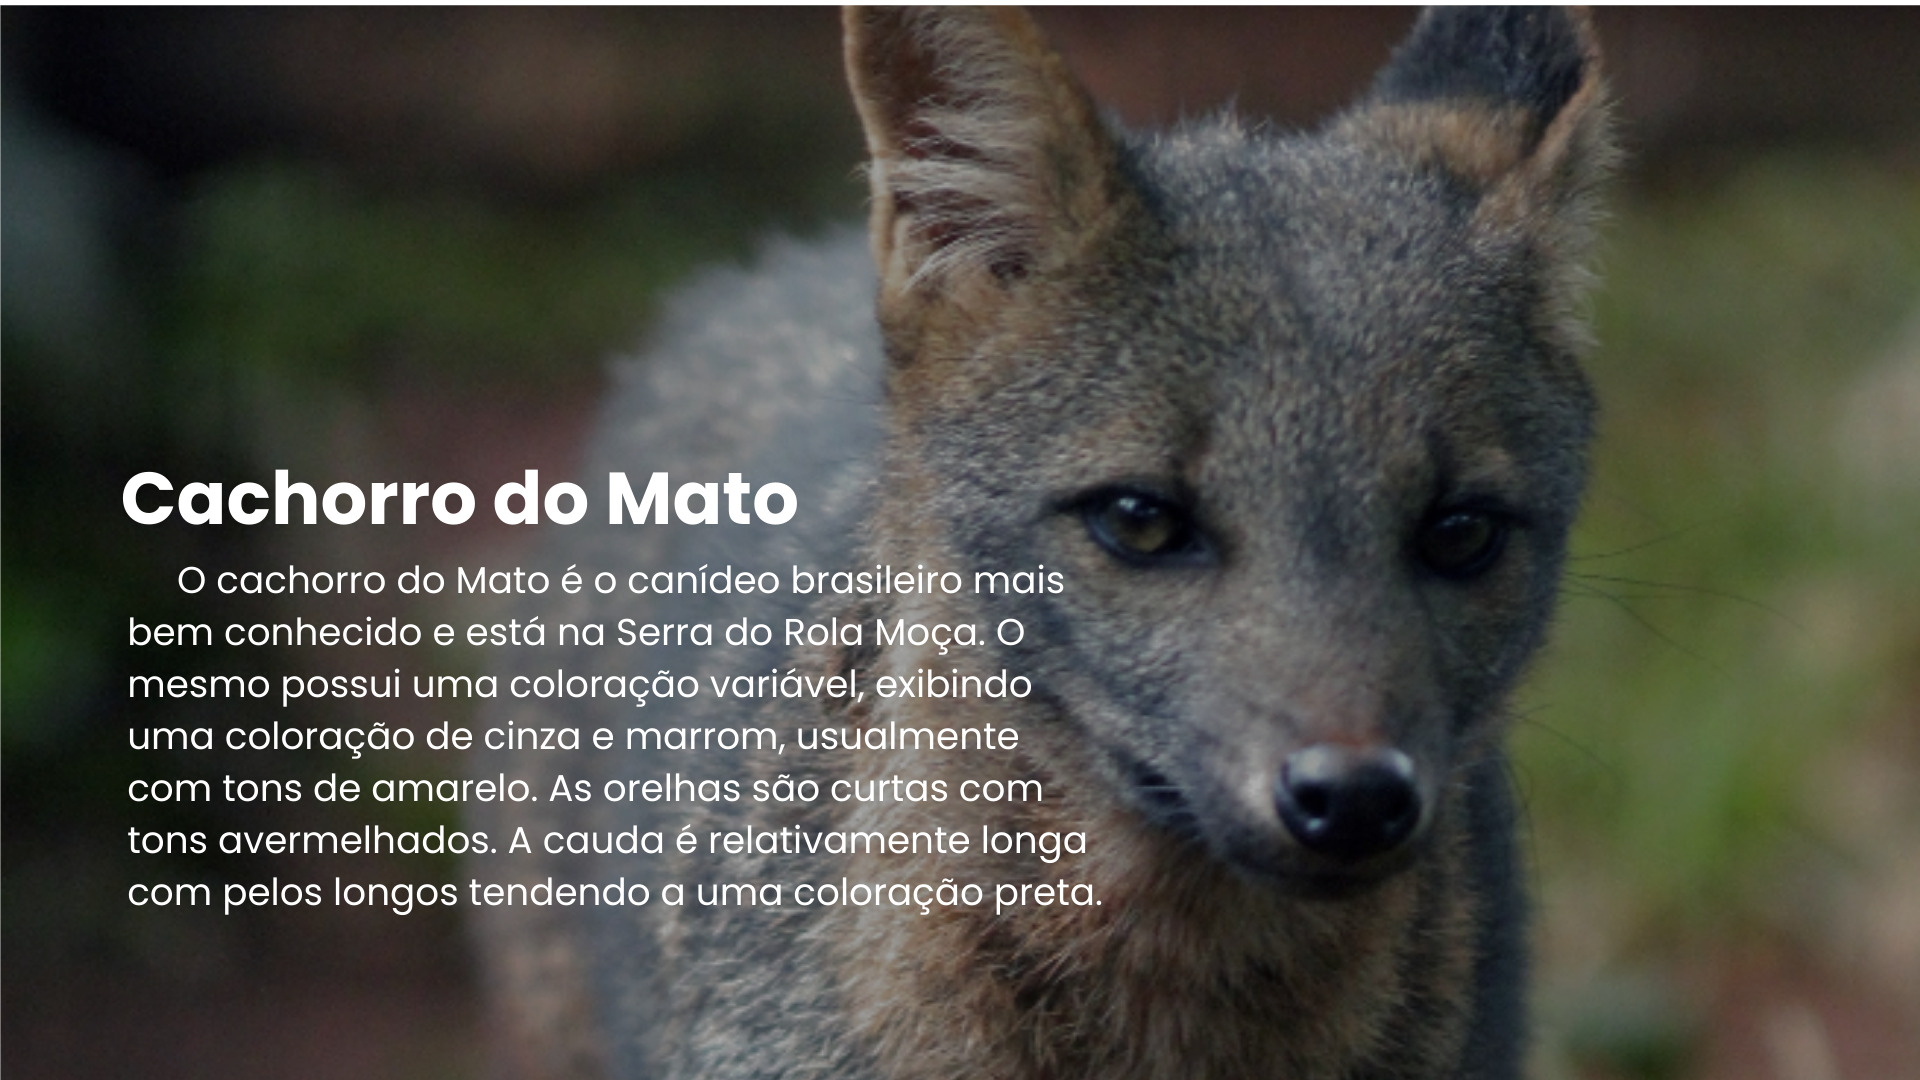 Cachorro do Mato
O cachorro do Mato é o canídeo brasileiro mais
bem conhecido e está na Serra do Rola Moça. O
mesmo possui uma coloração variável, exibindo
uma coloração de cinza e marrom, usualmente
com tons de amarelo. As orelhas são curtas com
tons avermelhados. A cauda é relativamente longa
com pelos longos tendendo a uma coloração preta.